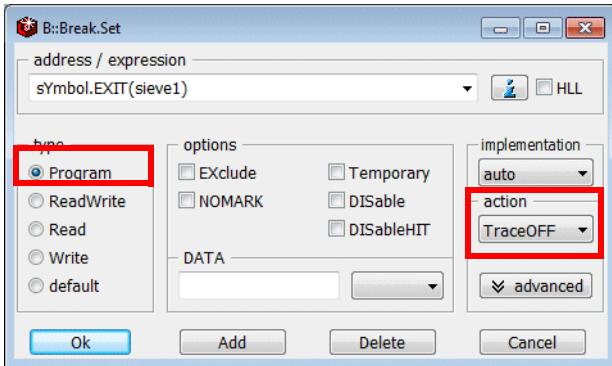 B::Break.Set
address / expression
sYmbol.EXIT(sieve1)
HLL
type
options
implementation
Program
EXclude
Temporary
auto
ReadWrite
NOMARK
DISable
action
Read
DISableHIT
TraceOFF
Write
DATA
default
advanced
Ok
Add
Delete
Cancel